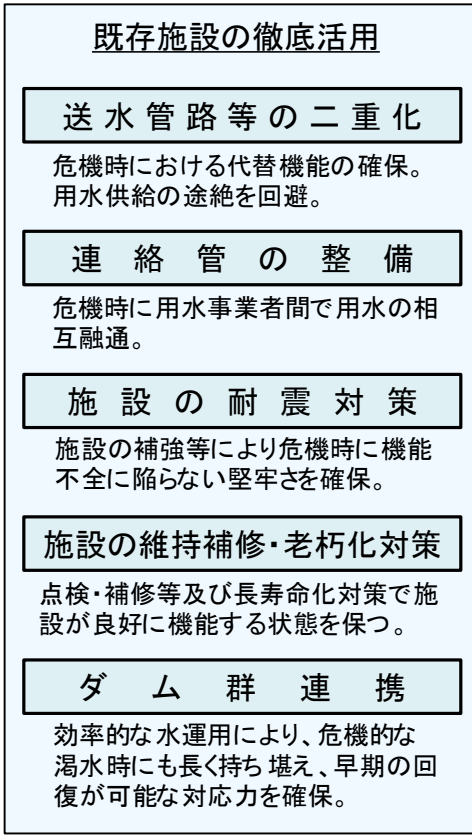 既存施設の徹底活用
送水管路等の二重化
危機時における代替機能の確保。
用水供給の途絶を回避。
連絡管の整備
危機時に用水事業者間で用水の相
互融通。
施設の耐震対策
施設の補強等により危機時に機能
不全に陥らない堅牢さを確保。
施設の維持補修・老朽化対策
点検・補修等及び長寿命化対策で施
設が良好に機能する状態を保つ。
ダム群連携
効率的な水運用により、危機的な
渇水時にも長く持ち堪え、早期の回
復が可能な対応力を確保。